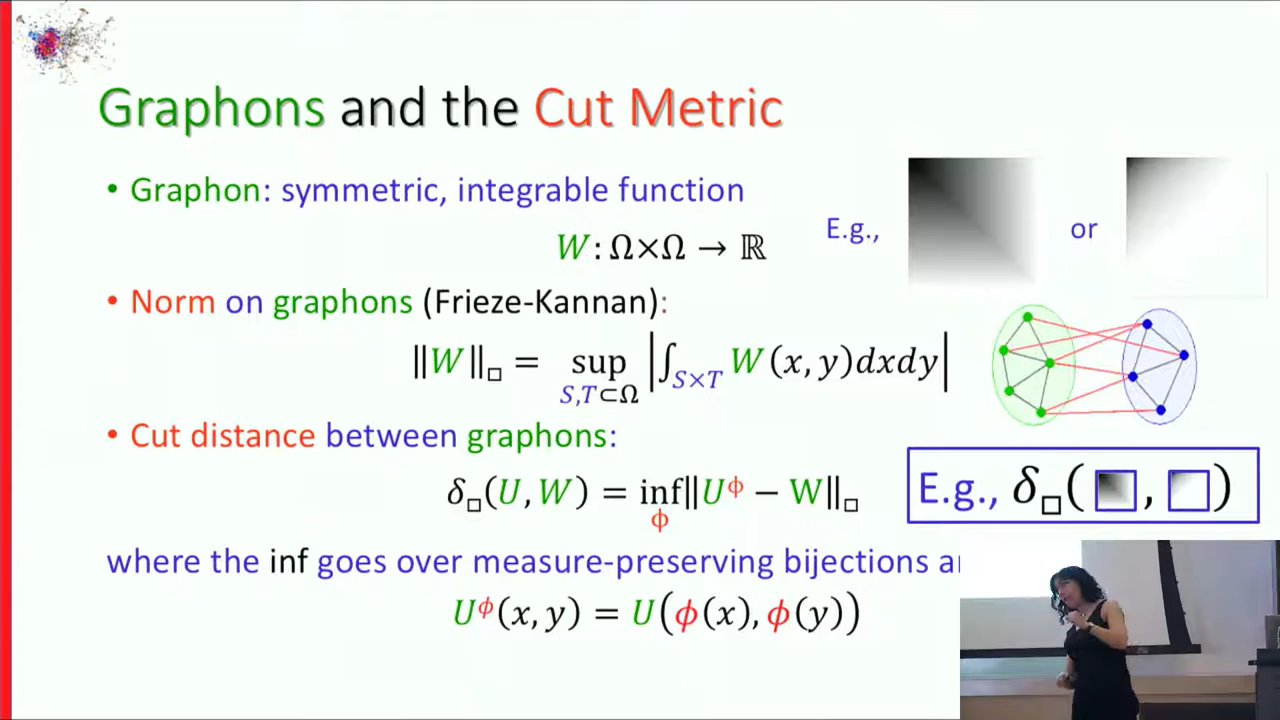 Graphons and the Cut Metric
• Graphon: symmetric, integrable function
W: Ω×Ω → ℝ
E.g., or
• Norm on graphons (Frieze-Kannan):
‖W‖□ = sup S,T⊂Ω |∫S×T W(x, y)dxdy|
• Cut distance between graphons:
δ□(U, W) = inf ϕ ‖U^ϕ − W‖□
E.g., δ□( , )
where the inf goes over measure-preserving bijections
U^ϕ(x, y) = U(ϕ(x), ϕ(y))